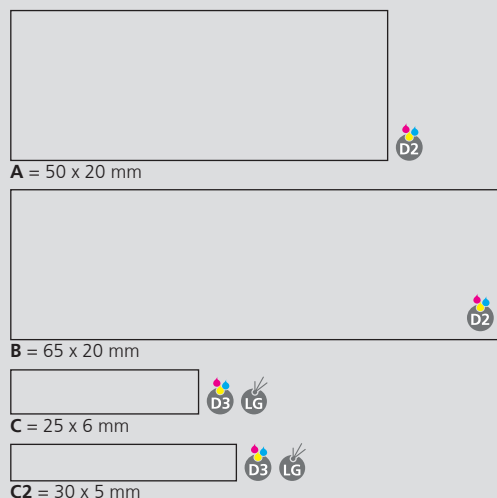 D2
A = 50 x 20 mm
D2
B = 65 x 20 mm
D3 LG
C = 25 x 6 mm
D3 LG
C2 = 30 x 5 mm